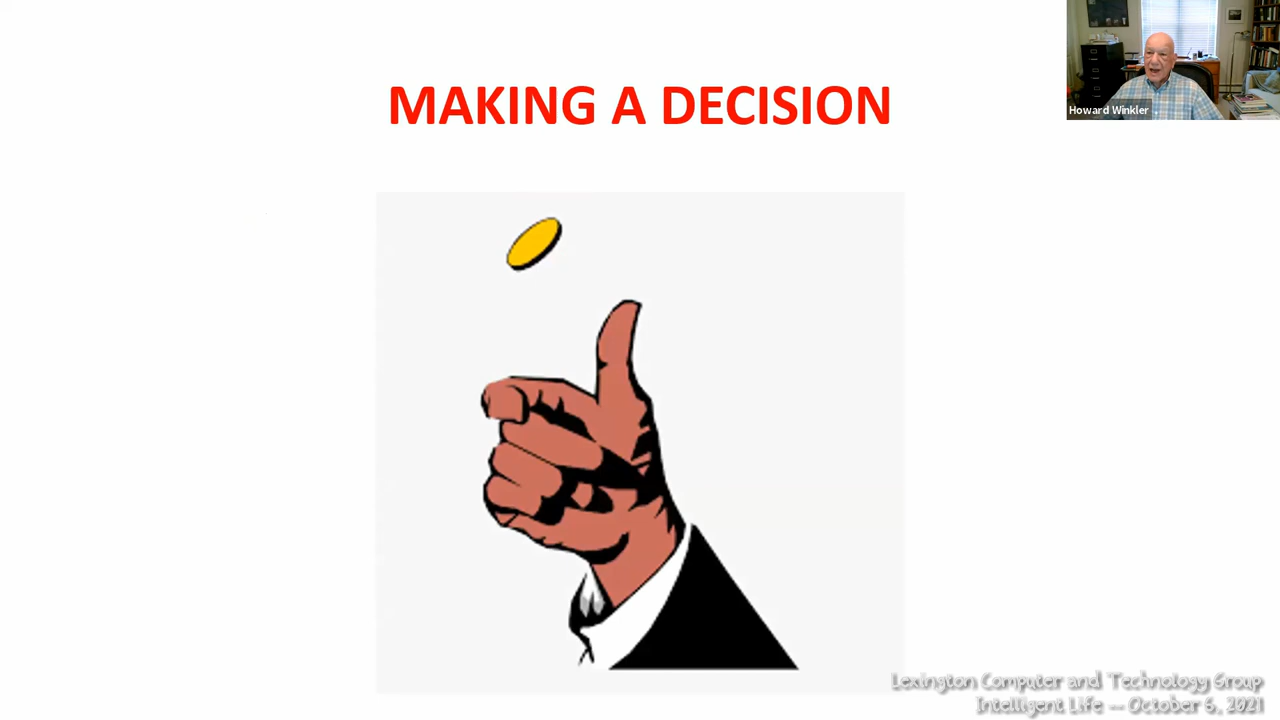 MAKING A DECISION
Howard Winkler
Lexington Computer and Technology Group
Intelligent Life -- October 6, 2021